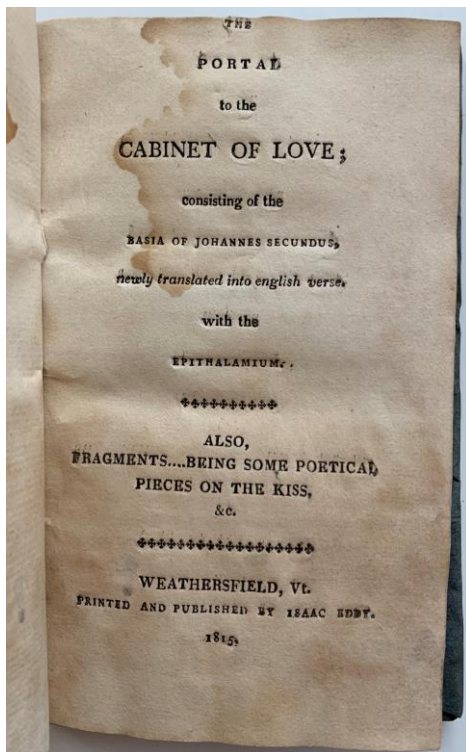 THE
PORTAL
to the
CABINET OF LOVE;
consisting of the
BASIA OF JOHANNES SECUNDUS,
newly translated into english verse.
with the
EPITHALAMIUM. .
ALSO,
FRAGMENTS....BEING SOME POETICAL
PIECES ON THE KISS,
&c.
WEATHERSFIELD, Vt.
PRINTED AND PUBLISHED BY ISAAC EDDY.
1815,